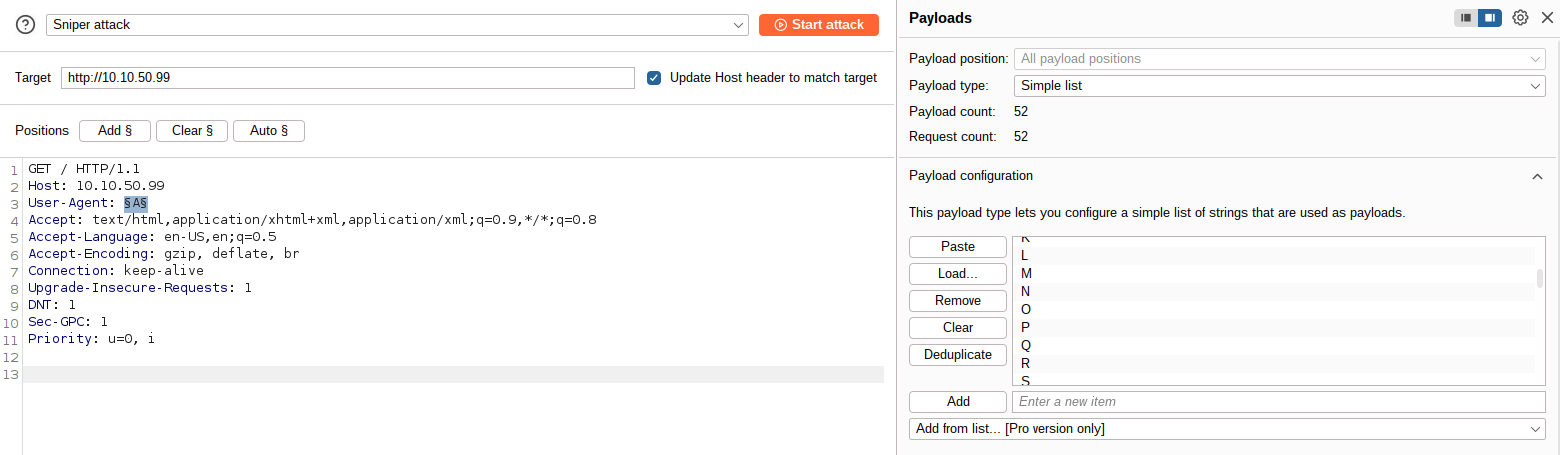 Sniper attack
Start attack
Target
http://10.10.50.99
Update Host header to match target
Positions
Add §
Clear §
Auto §
1 GET / HTTP/1.1
2 Host: 10.10.50.99
3 User-Agent: §A§
4 Accept: text/html,application/xhtml+xml,application/xml;q=0.9,*/*;q=0.8
5 Accept-Language: en-US,en;q=0.5
6 Accept-Encoding: gzip, deflate, br
7 Connection: keep-alive
8 Upgrade-Insecure-Requests: 1
9 DNT: 1
10 Sec-GPC: 1
11 Priority: u=0, i
12
13
Payloads
Payload position: All payload positions
Payload type: Simple list
Payload count: 52
Request count: 52
Payload configuration
This payload type lets you configure a simple list of strings that are used as payloads.
Paste
Load...
Remove
Clear
Deduplicate
K
L
M
N
O
P
Q
R
S
Add
Enter a new item
Add from list... [Pro version only]